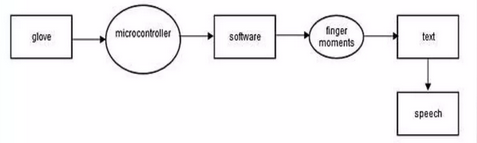 glove
microcontroller
software
finger
moments
text
speech